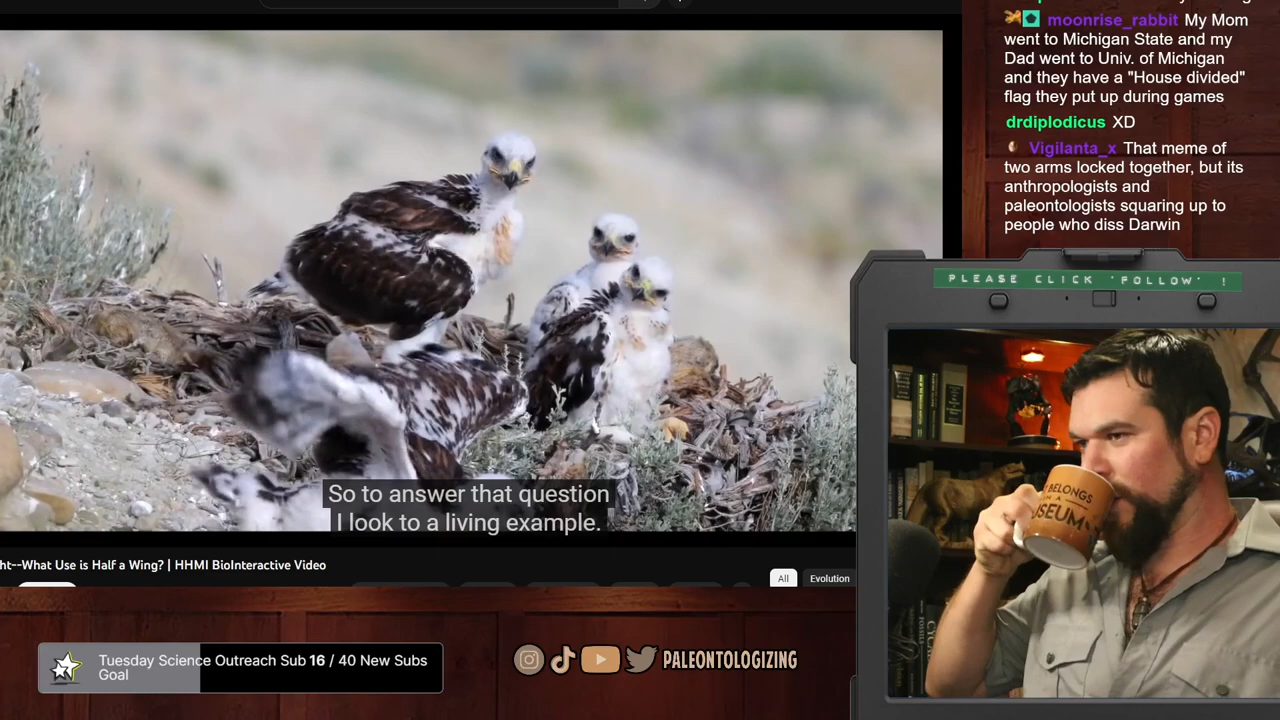 moonrise_rabbit My Mom
went to Michigan State and my
Dad went to Univ. of Michigan
and they have a "House divided"
flag they put up during games
drdiplodicus XD
Vigilanta_x That meme of
two arms locked together, but its
anthropologists and
paleontologists squaring up to
people who diss Darwin
PLEASE CLICK "FOLLOW" !
BELONGS
So to answer that question
I look to a living example.
ht--What Use is Half a Wing? | HHMI BioInteractive Video
All Evolution
Tuesday Science Outreach Sub 16 / 40 New Subs
Goal
PALEONTOLOGIZING